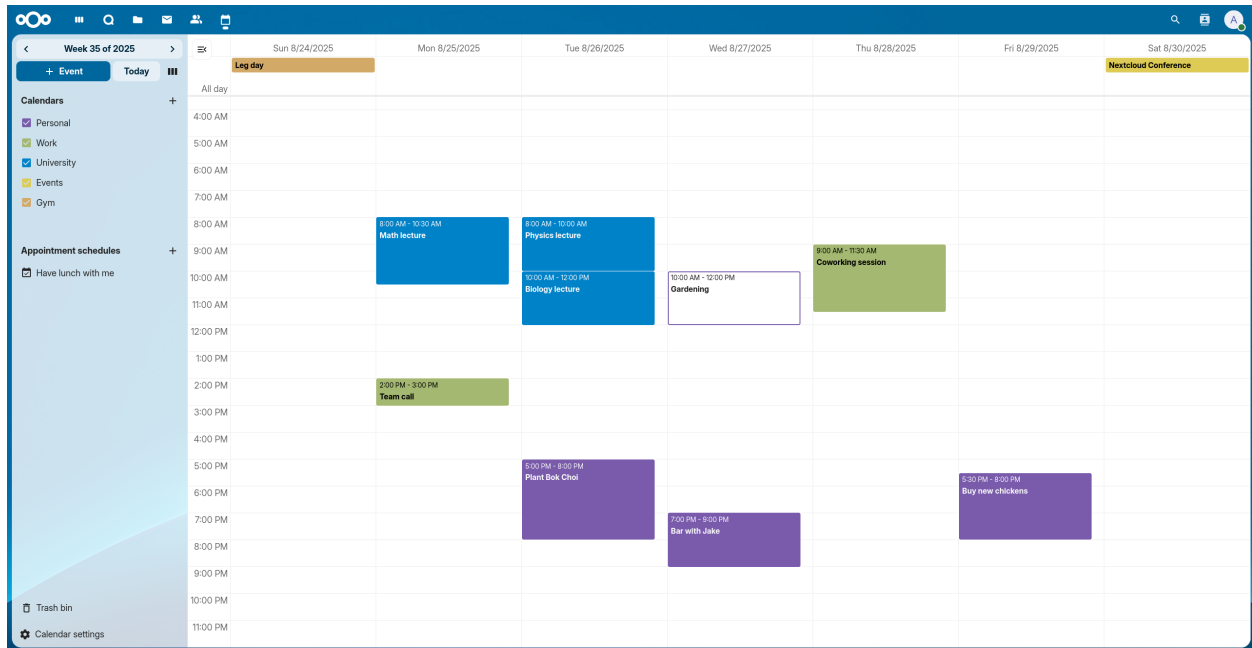 A
Week 35 of 2025
+ Event
Today
Calendars
Personal
Work
University
Events
Gym
Appointment schedules
Have lunch with me
Trash bin
Calendar settings
Sun 8/24/2025
Mon 8/25/2025
Tue 8/26/2025
Wed 8/27/2025
Thu 8/28/2025
Fri 8/29/2025
Sat 8/30/2025
Leg day
Nextcloud Conference
All day
4:00 AM
5:00 AM
6:00 AM
7:00 AM
8:00 AM
8:00 AM - 10:30 AM
Math lecture
8:00 AM - 10:00 AM
Physics lecture
9:00 AM
9:00 AM - 11:30 AM
Coworking session
10:00 AM
10:00 AM - 12:00 PM
Biology lecture
10:00 AM - 12:00 PM
Gardening
11:00 AM
12:00 PM
1:00 PM
2:00 PM
2:00 PM - 3:00 PM
Team call
3:00 PM
4:00 PM
5:00 PM
5:00 PM - 8:00 PM
Plant Bok Choi
5:30 PM - 8:00 PM
Buy new chickens
6:00 PM
7:00 PM
7:00 PM - 9:00 PM
Bar with Jake
8:00 PM
9:00 PM
10:00 PM
11:00 PM